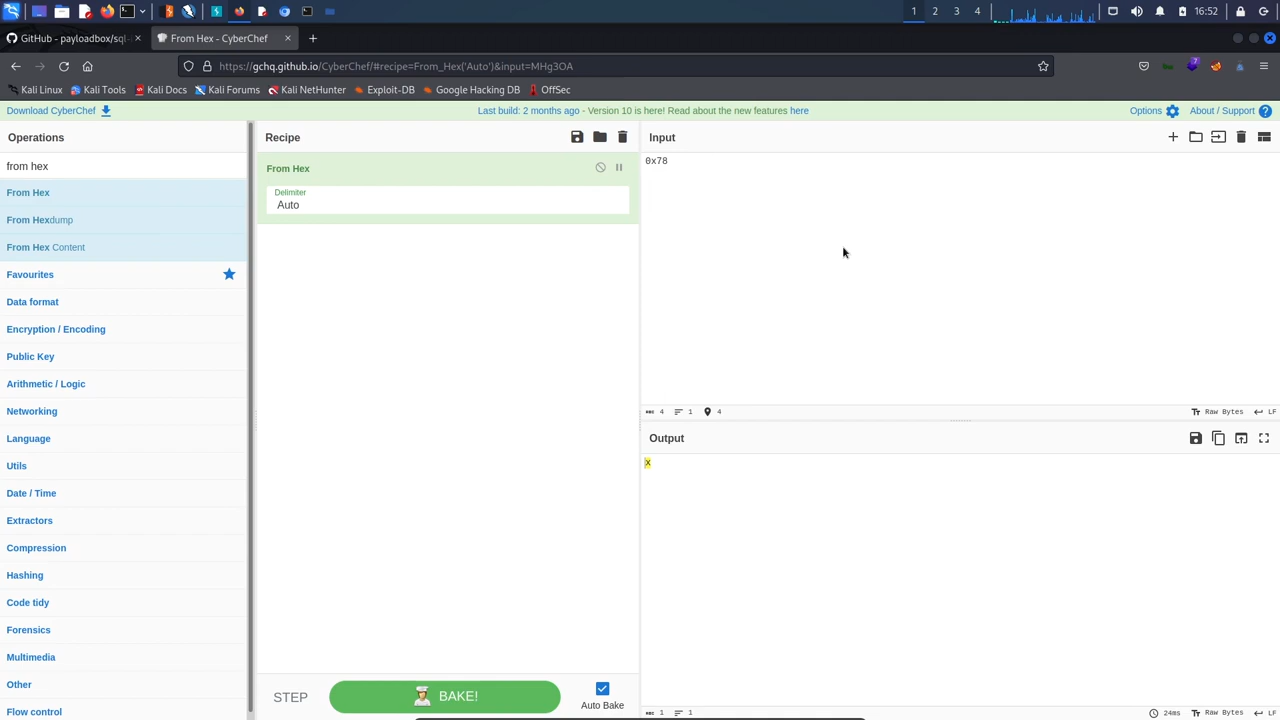 1 2 3 4 16:52
GitHub - payloadbox/sql-
From Hex - CyberChef
https://gchq.github.io/CyberChef/#recipe=From_Hex('Auto')&input=MHg3OA
Kali Linux Kali Tools Kali Docs Kali Forums Kali NetHunter Exploit-DB Google Hacking DB OffSec
Download CyberChef Last build: 2 months ago - Version 10 is here! Read about the new features here Options About / Support
Operations
from hex
From Hex
From Hexdump
From Hex Content
Favourites
Data format
Encryption / Encoding
Public Key
Arithmetic / Logic
Networking
Language
Utils
Date / Time
Extractors
Compression
Hashing
Code tidy
Forensics
Multimedia
Other
Flow control
Recipe
From Hex
Delimiter
Auto
STEP
BAKE!
Auto Bake
Input
0x78
4 1 4 Raw Bytes LF
Output
x
1 1 24ms Raw Bytes LF